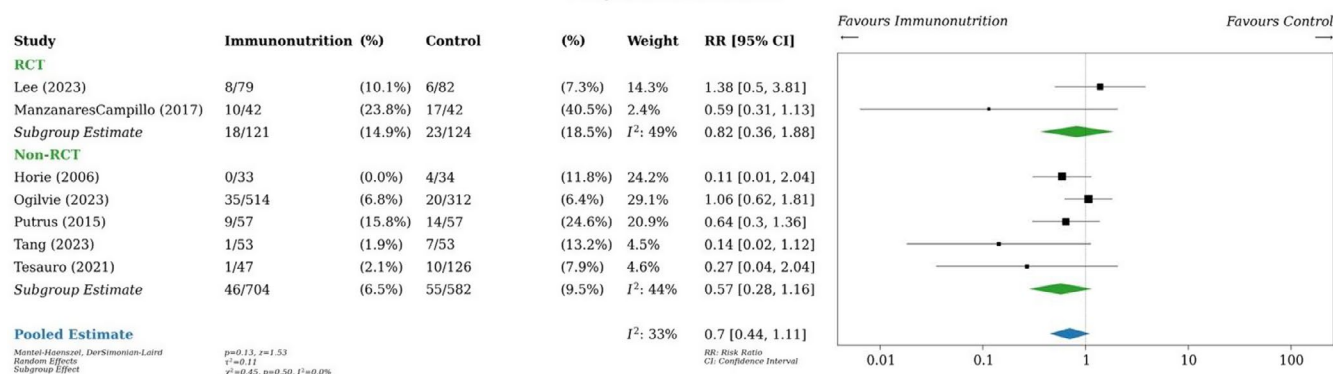 Favours Immunonutrition Favours Control
← →
Study Immunonutrition (%) Control (%) Weight RR [95% CI]
RCT
Lee (2023) 8/79 (10.1%) 6/82 (7.3%) 14.3% 1.38 [0.5, 3.81]
ManzanaresCampillo (2017) 10/42 (23.8%) 17/42 (40.5%) 2.4% 0.59 [0.31, 1.13]
Subgroup Estimate 18/121 (14.9%) 23/124 (18.5%) I²: 49% 0.82 [0.36, 1.88]
Non-RCT
Horie (2006) 0/33 (0.0%) 4/34 (11.8%) 24.2% 0.11 [0.01, 2.04]
Ogilvie (2023) 35/514 (6.8%) 20/312 (6.4%) 29.1% 1.06 [0.62, 1.81]
Putrus (2015) 9/57 (15.8%) 14/57 (24.6%) 20.9% 0.64 [0.3, 1.36]
Tang (2023) 1/53 (1.9%) 7/53 (13.2%) 4.5% 0.14 [0.02, 1.12]
Tesauro (2021) 1/47 (2.1%) 10/126 (7.9%) 4.6% 0.27 [0.04, 2.04]
Subgroup Estimate 46/704 (6.5%) 55/582 (9.5%) I²: 44% 0.57 [0.28, 1.16]
Pooled Estimate I²: 33% 0.7 [0.44, 1.11]
Mantel-Haenszel, DerSimonian-Laird p=0.13, z=1.53 RR: Risk Ratio
Random Effects τ²=0.11 CI: Confidence Interval
Subgroup Effect χ²=0.45, p=0.50, I²=0.0%
0.01 0.1 1 10 100